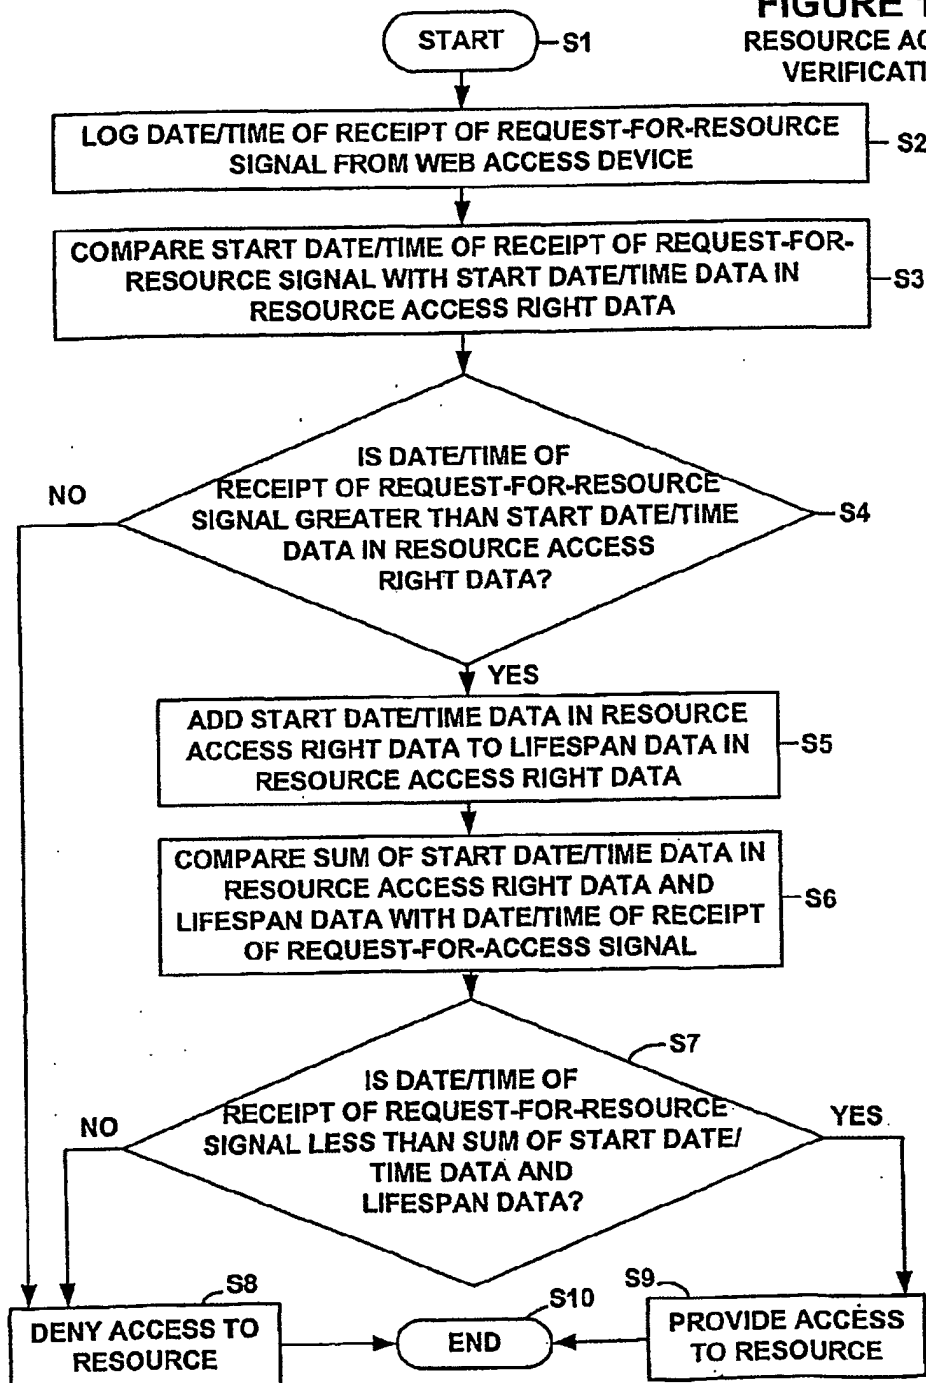 FIGURE 1
RESOURCE AC
VERIFICATI
START
S1
LOG DATE/TIME OF RECEIPT OF REQUEST-FOR-RESOURCE
SIGNAL FROM WEB ACCESS DEVICE
S2
COMPARE START DATE/TIME OF RECEIPT OF REQUEST-FOR-
RESOURCE SIGNAL WITH START DATE/TIME DATA IN
RESOURCE ACCESS RIGHT DATA
S3
IS DATE/TIME OF
RECEIPT OF REQUEST-FOR-RESOURCE
SIGNAL GREATER THAN START DATE/TIME
DATA IN RESOURCE ACCESS
RIGHT DATA?
S4
NO
YES
ADD START DATE/TIME DATA IN RESOURCE
ACCESS RIGHT DATA TO LIFESPAN DATA IN
RESOURCE ACCESS RIGHT DATA
S5
COMPARE SUM OF START DATE/TIME DATA IN
RESOURCE ACCESS RIGHT DATA AND
LIFESPAN DATA WITH DATE/TIME OF RECEIPT
OF REQUEST-FOR-ACCESS SIGNAL
S6
S7
IS DATE/TIME OF
RECEIPT OF REQUEST-FOR-RESOURCE
SIGNAL LESS THAN SUM OF START DATE/
TIME DATA AND
LIFESPAN DATA?
NO
YES
S8
DENY ACCESS TO
RESOURCE
S10
END
S9
PROVIDE ACCESS
TO RESOURCE